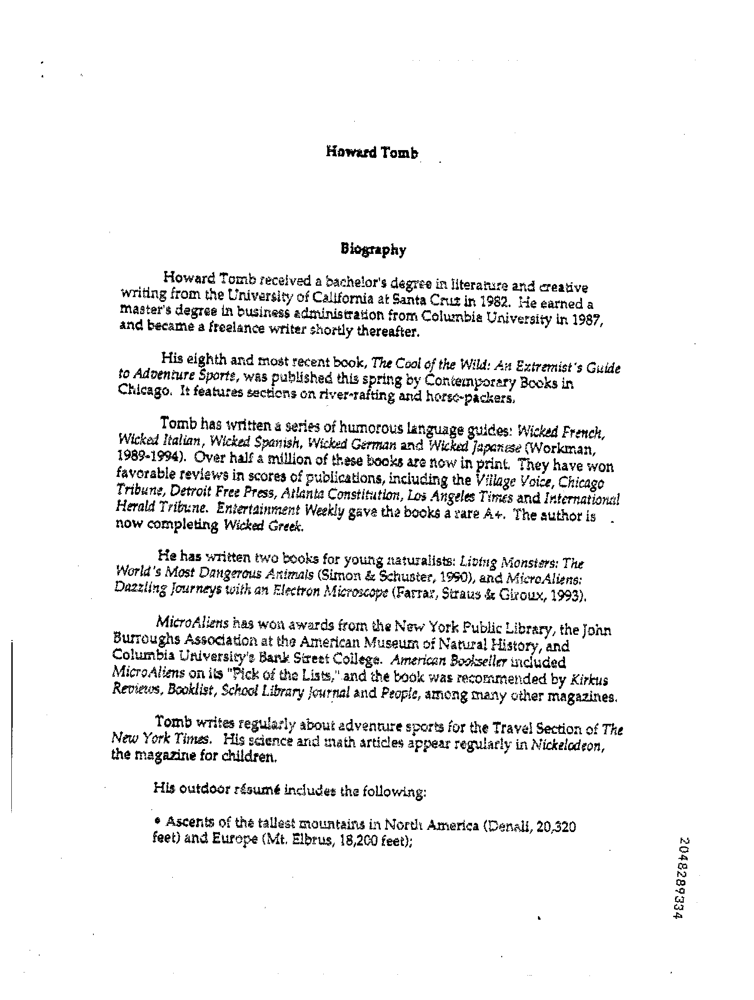 Howard Tomb
Biography
Howard Tomb received a bachelor's degree in literature and creative
writing from the University of California at Santa Cruz in 1982. He earned a
master's degree in business administration from Columbia University in 1987,
and became a freelance writer shortly thereafter.
His eighth and most recent book, The Cool of the Wild: An Extremist's Guide
to Adventure Sports, was published this spring by Contemporary Books in
Chicago. It features sections on river-rafting and horse-packers.
Tomb has written a series of humorous language guides: Wicked French,
Wicked Italian, Wicked Spanish, Wicked German and Wicked Japanese (Workman,
1989-1994). Over half a million of these books are now in print. They have won
favorable reviews in scores of publications, including the Village Voice, Chicago
Tribune, Detroit Free Press, Atlanta Constitution, Los Angeles Times and International
Herald Tribune. Entertainment Weekly gave the books a rare A+. The author is
now completing Wicked Greek.
He has written two books for young naturalists: Living Monsters: The
World's Most Dangerous Animals (Simon & Schuster, 1990), and MicroAliens:
Dazzling Journeys with an Electron Microscope (Farrar, Straus & Giroux, 1993).
MicroAliens has won awards from the New York Public Library, the John
Burroughs Association at the American Museum of Natural History, and
Columbia University's Bank Street College. American Bookseller included
MicroAliens on its "Pick of the Lists," and the book was recommended by Kirkus
Reviews, Booklist, School Library Journal and People, among many other magazines.
Tomb writes regularly about adventure sports for the Travel Section of The
New York Times. His science and math articles appear regularly in Nickelodeon,
the magazine for children.
His outdoor résumé includes the following:
• Ascents of the tallest mountains in North America (Denali, 20,320
feet) and Europe (Mt. Elbrus, 18,200 feet);
2048289334